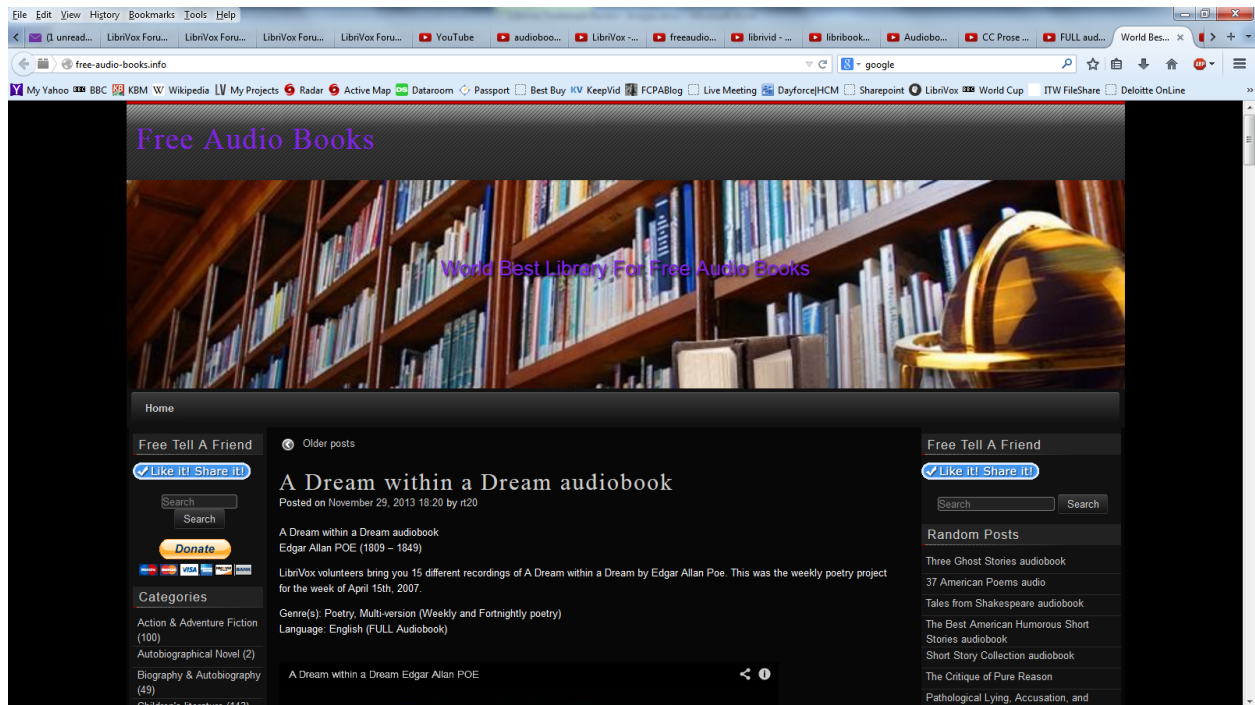 File Edit View History Bookmarks Tools Help
(1 unread... LibriVox Foru... LibriVox Foru... LibriVox Foru... LibriVox Foru... YouTube audioboo... LibriVox -... freeaudio... librivid - ... libribook... Audiobo... CC Prose ... FULL aud... World Bes...
free-audio-books.info google
My Yahoo BBC KBM Wikipedia My Projects Radar Active Map Dataroom Passport Best Buy KeepVid FCPABlog Live Meeting Dayforce|HCM Sharepoint LibriVox World Cup ITW FileShare Deloitte OnLine
Free Audio Books
World Best Library For Free Audio Books
Home
Free Tell A Friend
Like it! Share it!
Search
Search
Donate
VISA
Categories
Action & Adventure Fiction
(100)
Autobiographical Novel (2)
Biography & Autobiography
(49)
Older posts
A Dream within a Dream audiobook
Posted on November 29, 2013 18:20 by rt20
A Dream within a Dream audiobook
Edgar Allan POE (1809 – 1849)
LibriVox volunteers bring you 15 different recordings of A Dream within a Dream by Edgar Allan Poe. This was the weekly poetry project
for the week of April 15th, 2007.
Genre(s): Poetry, Multi-version (Weekly and Fortnightly poetry)
Language: English (FULL Audiobook)
A Dream within a Dream Edgar Allan POE
Free Tell A Friend
Like it! Share it!
Search Search
Random Posts
Three Ghost Stories audiobook
37 American Poems audio
Tales from Shakespeare audiobook
The Best American Humorous Short
Stories audiobook
Short Story Collection audiobook
The Critique of Pure Reason
Pathological Lying, Accusation, and